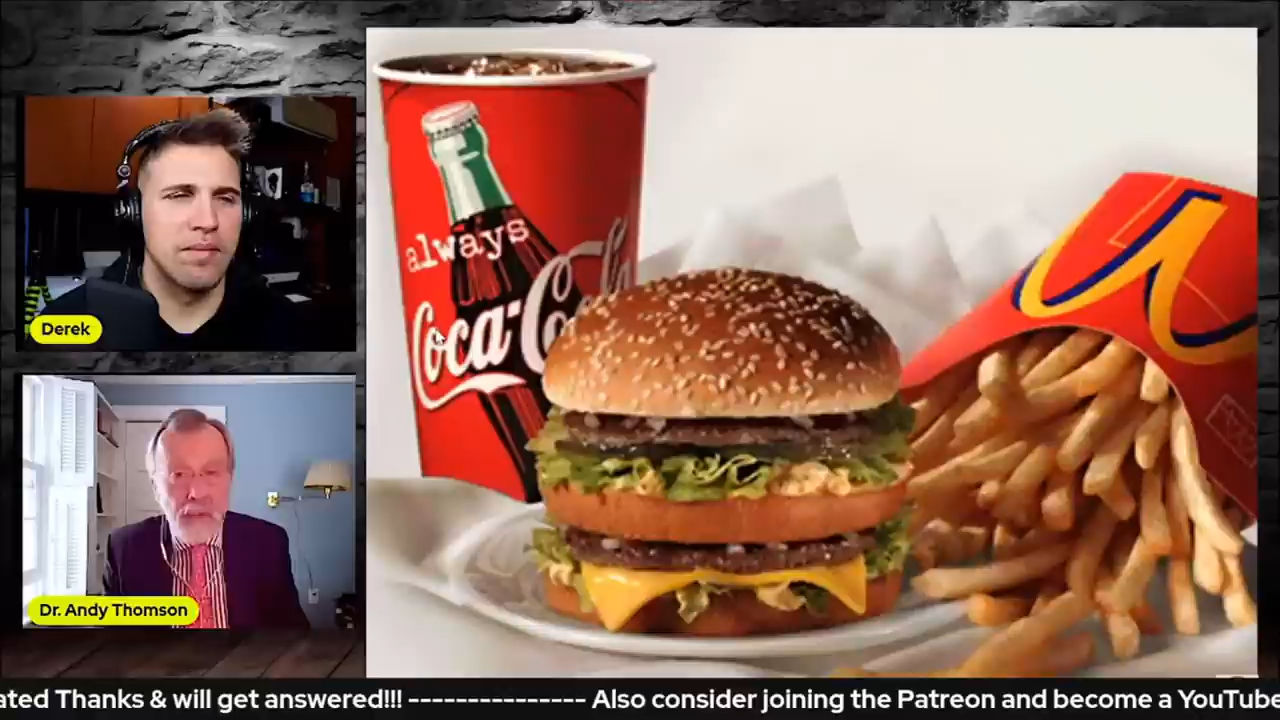 always
Coca-Cola
Derek
Dr. Andy Thomson
ated Thanks & will get answered!!! --------------- Also consider joining the Patreon and become a YouTube